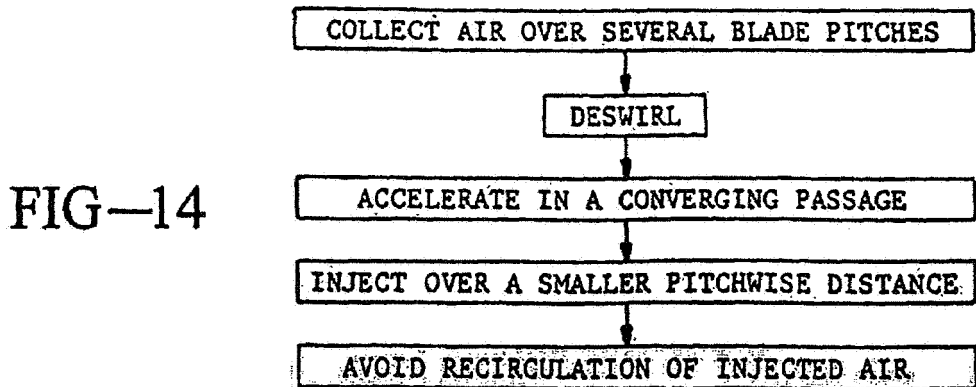 COLLECT AIR OVER SEVERAL BLADE PITCHES
DESWIRL
ACCELERATE IN A CONVERGING PASSAGE
FIG—14
INJECT OVER A SMALLER PITCHWISE DISTANCE
AVOID RECIRCULATION OF INJECTED AIR